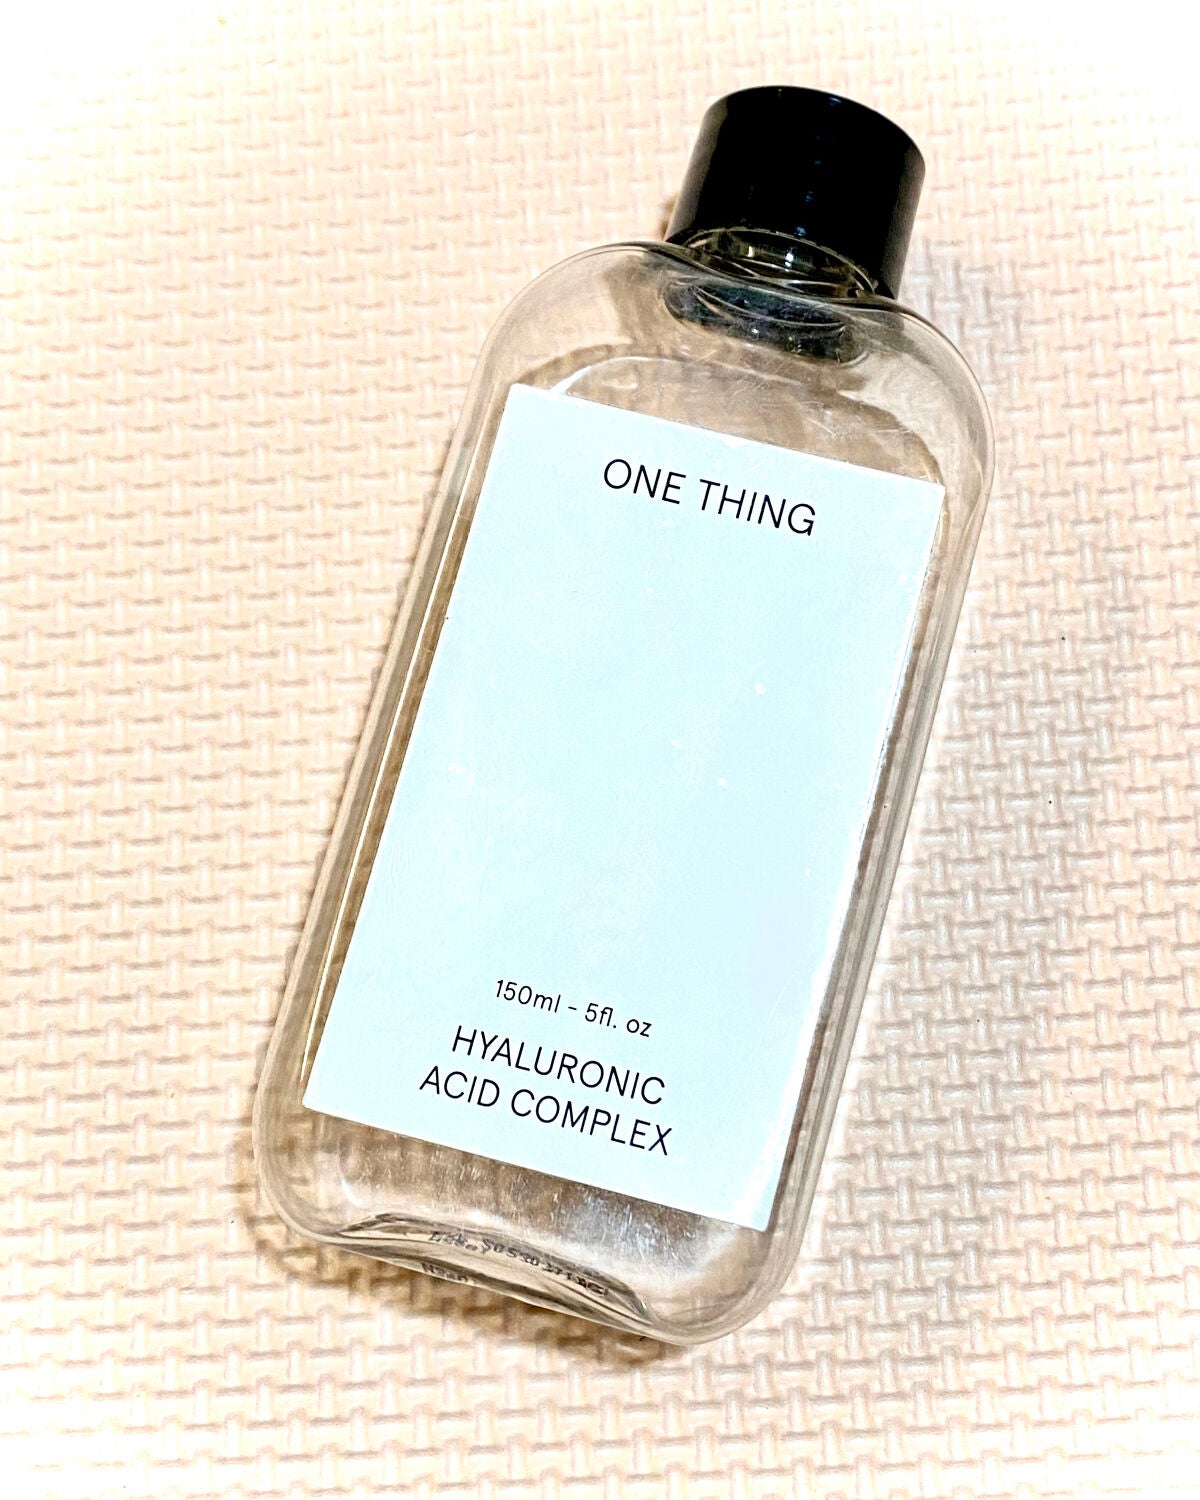 ONE THING
150ml - 5fl. oz
HYALURONIC
ACID COMPLEX